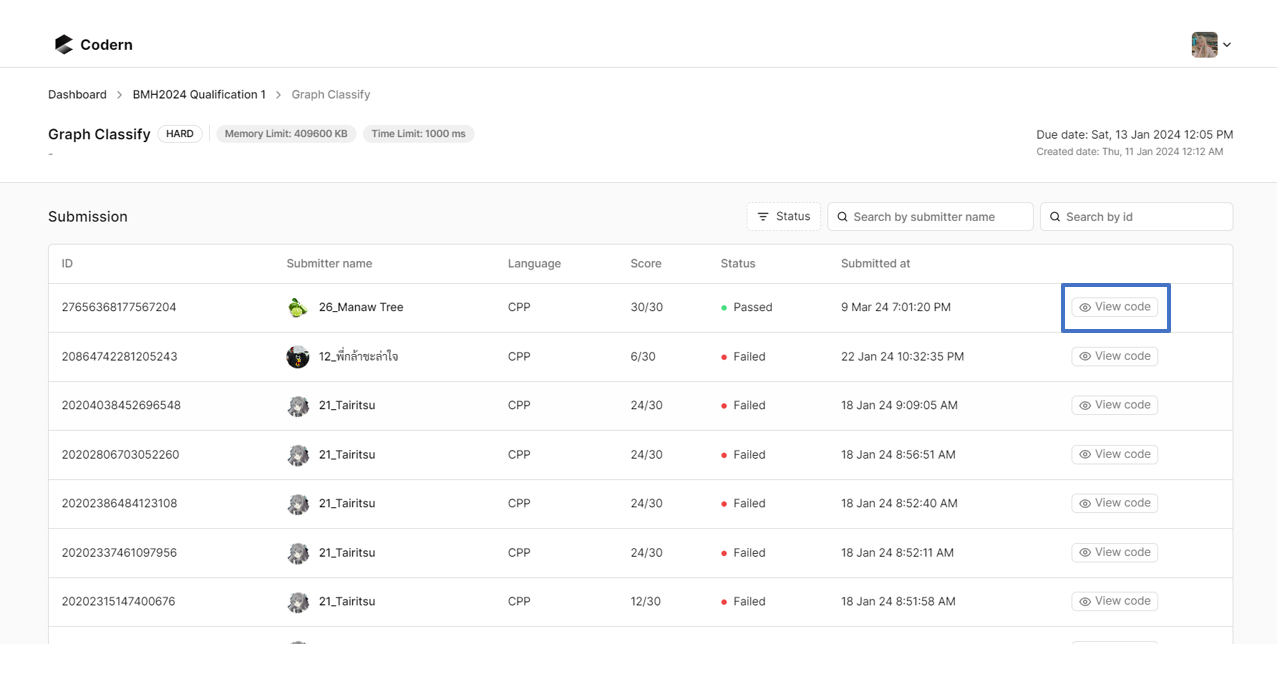 Codern
Dashboard > BMH2024 Qualification 1 > Graph Classify
Graph Classify HARD Memory Limit: 409600 KB Time Limit: 1000 ms
Due date: Sat, 13 Jan 2024 12:05 PM
-
Created date: Thu, 11 Jan 2024 12:12 AM
Submission Status Search by submitter name Search by id
ID Submitter name Language Score Status Submitted at
27656368177567204 26_Manaw Tree CPP 30/30 Passed 9 Mar 24 7:01:20 PM View code
20864742281205243 12_พี่กล้าชะล่าใจ CPP 6/30 Failed 22 Jan 24 10:32:35 PM View code
20204038452696548 21_Tairitsu CPP 24/30 Failed 18 Jan 24 9:09:05 AM View code
20202806703052260 21_Tairitsu CPP 24/30 Failed 18 Jan 24 8:56:51 AM View code
20202386484123108 21_Tairitsu CPP 24/30 Failed 18 Jan 24 8:52:40 AM View code
20202337461097956 21_Tairitsu CPP 24/30 Failed 18 Jan 24 8:52:11 AM View code
20202315147400676 21_Tairitsu CPP 12/30 Failed 18 Jan 24 8:51:58 AM View code